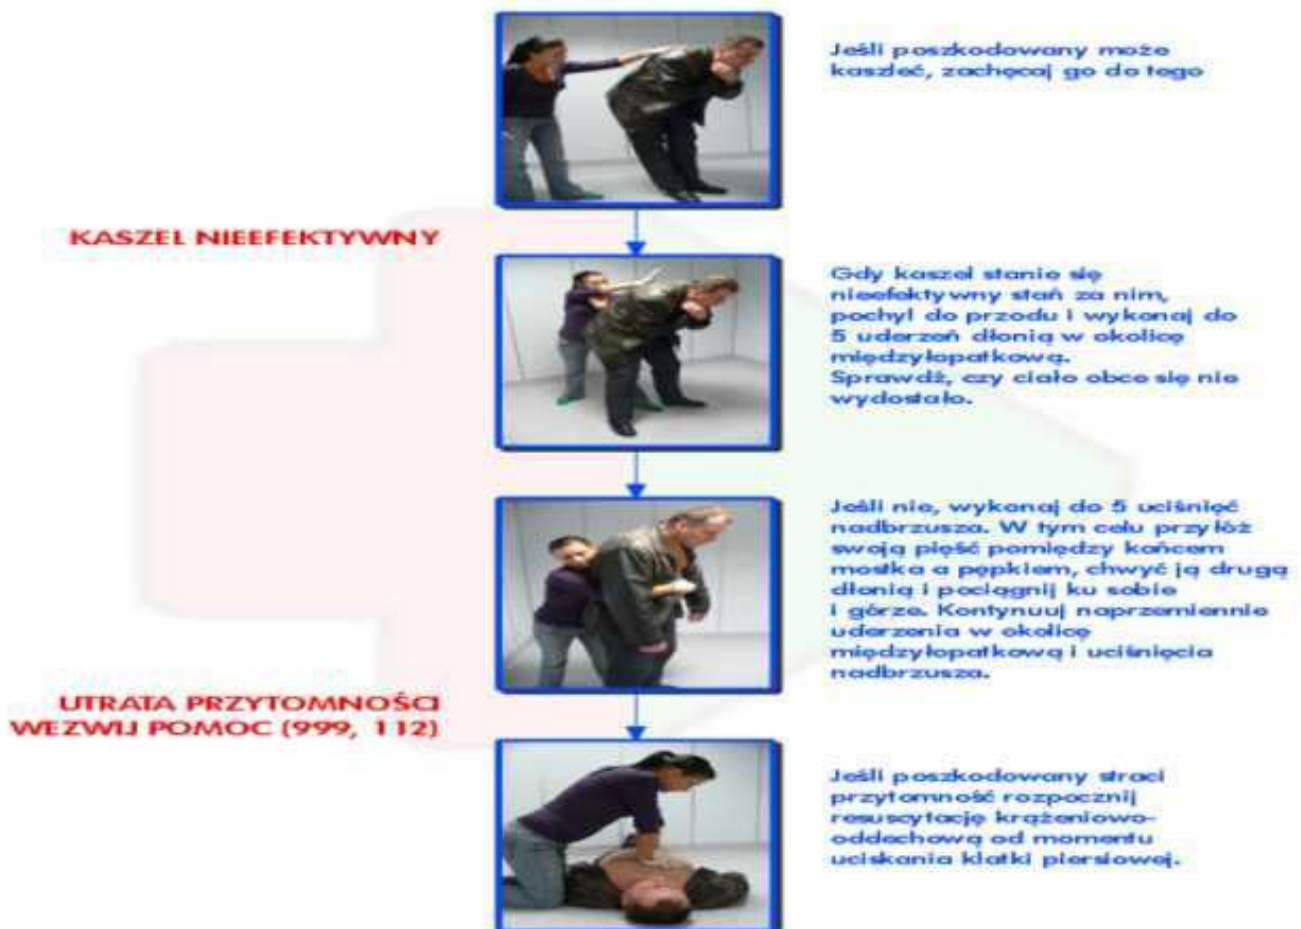 Jeśli poszkodowany może
kaszleć, zachęcaj go do tego
KASZEL NIEEFEKTYWNY
Gdy kaszel stanie się
nieefektywny stań za nim,
pochyl do przodu i wykonaj do
5 uderzeń dłonią w okolicę
międzyłopatkową.
Sprawdź, czy ciało obce się nie
wydostało.
Jeśli nie, wykonaj do 5 uciśnięć
nadbrzusza. W tym celu przyłóż
swoją pięść pomiędzy końcem
mostka a pępkiem, chwyć ją drugą
dłonią i pociągnij ku sobie
i górze. Kontynuuj naprzemiennie
uderzenia w okolicę
międzyłopatkową i uciśnięcia
nadbrzusza.
UTRATA PRZYTOMNOŚCI
WEZWIJ POMOC (999, 112)
Jeśli poszkodowany straci
przytomność rozpocznij
resuscytację krążeniowo-
oddechową od momentu
uciskania klatki piersiowej.